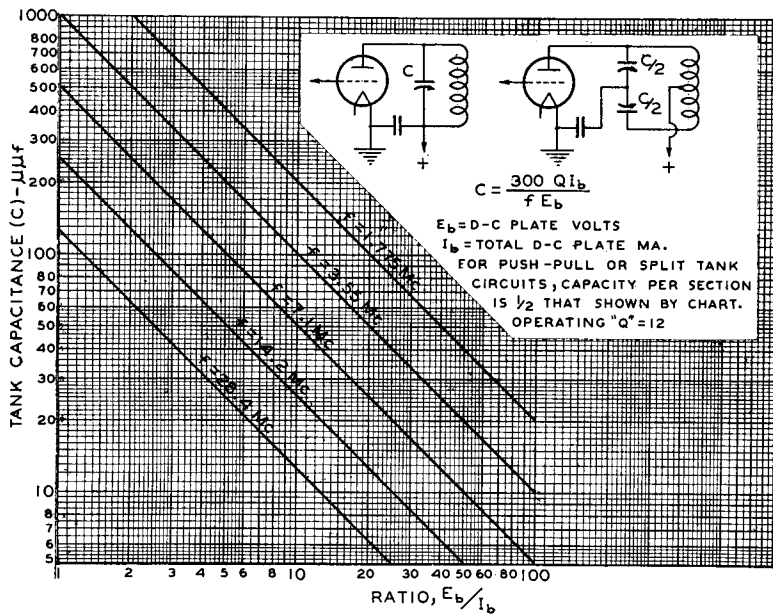 TANK CAPACITANCE (C)-µµf
1000
800
700
600
500
400
300
200
100
80
70
60
50
40
30
20
10
8
7
6
5
1
2
3
4
5
6
8
10
20
30
40
50
60
80
100
RATIO, Eb/Ib
f=1.775 MC
f=3.55 MC
f=7.1 MC
f=14.2 MC
f=28.4 MC
C
+
C/2
C/2
+
C = 300 QIb / f Eb
Eb=D-C PLATE VOLTS
Ib=TOTAL D-C PLATE MA.
FOR PUSH-PULL OR SPLIT TANK
CIRCUITS, CAPACITY PER SECTION
IS 1/2 THAT SHOWN BY CHART.
OPERATING "Q"=12